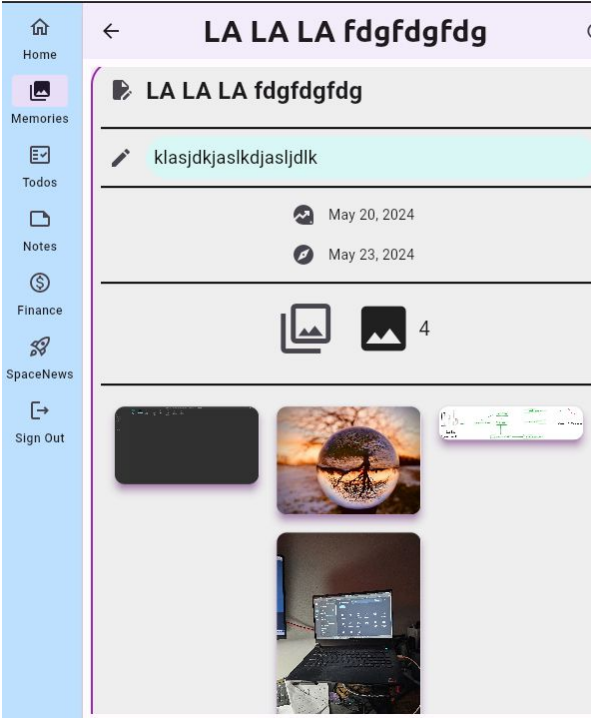 Home
Memories
Todos
Notes
Finance
SpaceNews
Sign Out
LA LA LA fdgfdgfdg
LA LA LA fdgfdgfdg
klasjdkjaslkdjasljdlk
May 20, 2024
May 23, 2024
4